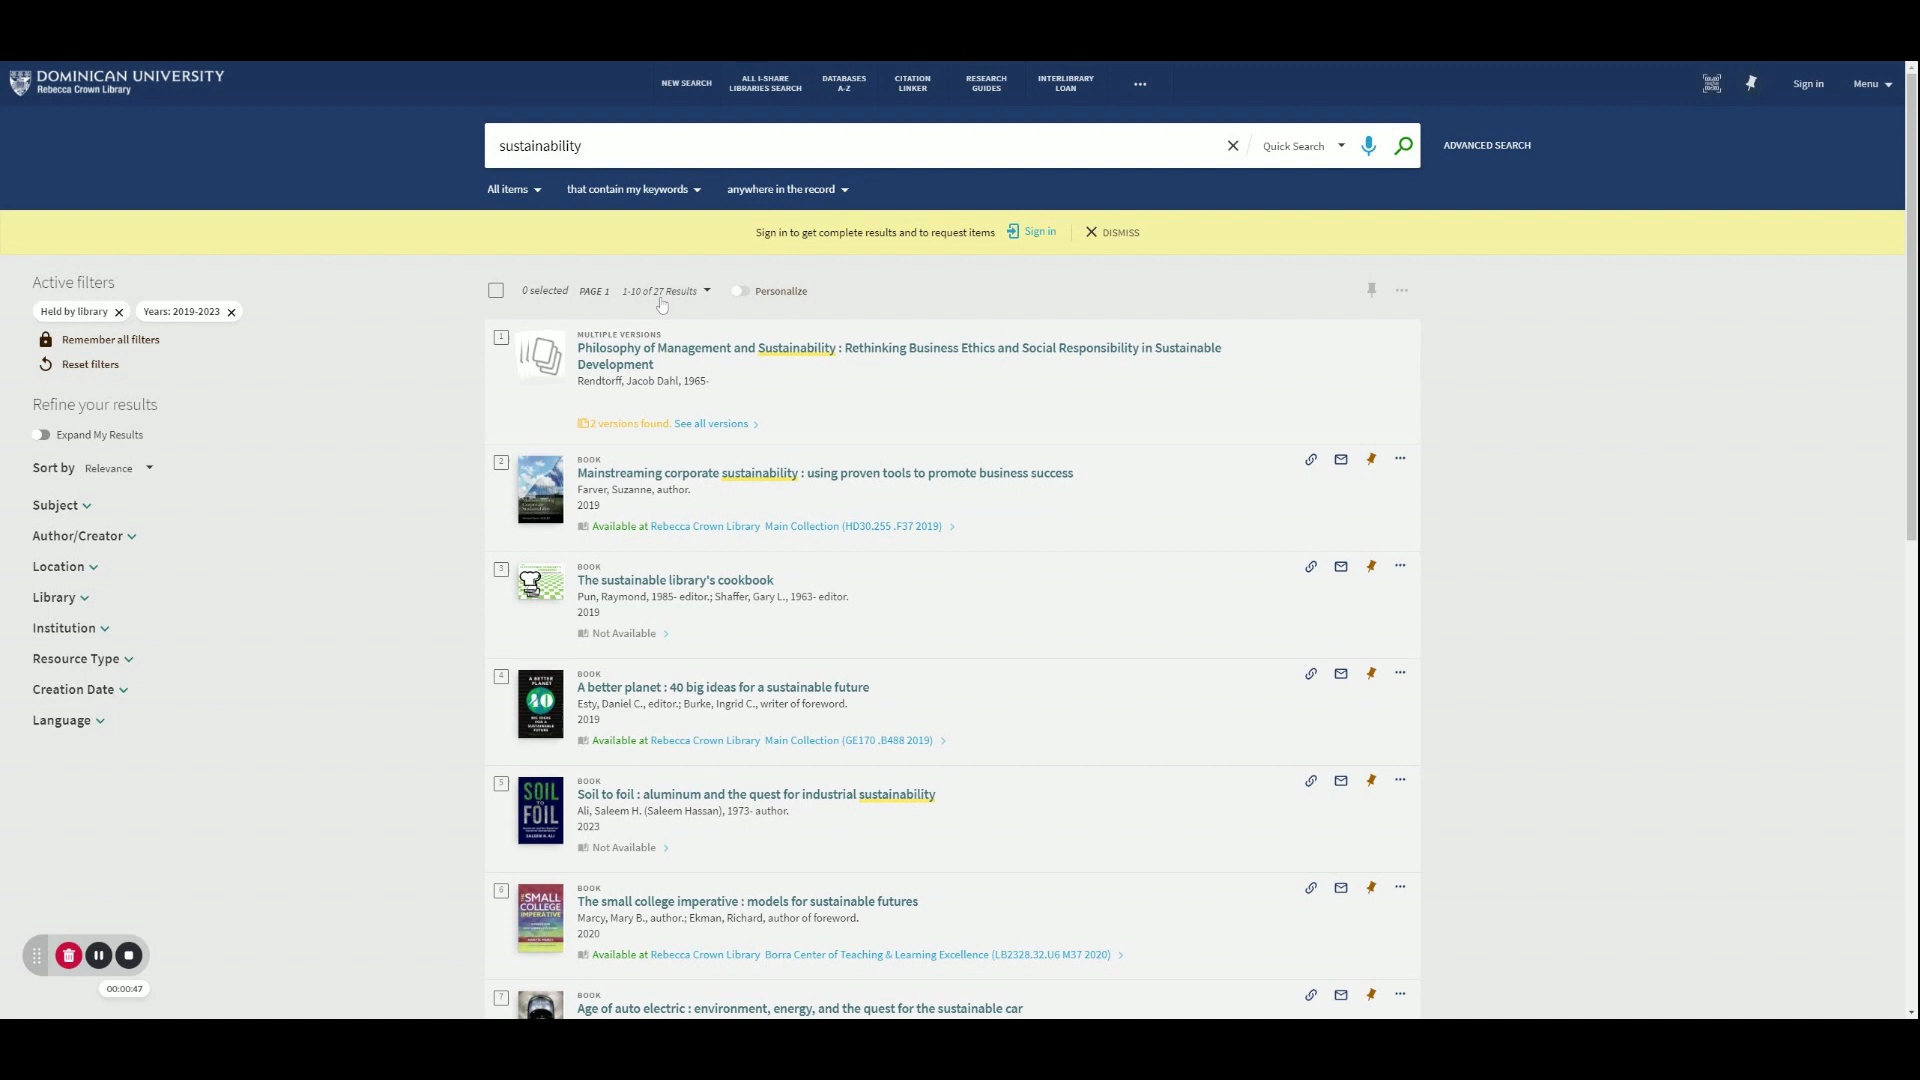 DOMINICAN UNIVERSITY
Rebecca Crown Library
NEW SEARCH
ALL I-SHARE
LIBRARIES SEARCH
DATABASES
A-Z
CITATION
LINKER
RESEARCH
GUIDES
INTERLIBRARY
LOAN
Sign in
Menu
sustainability
Quick Search
ADVANCED SEARCH
All items
that contain my keywords
anywhere in the record
Sign in to get complete results and to request items
Sign in
DISMISS
Active filters
Held by library
Years: 2019-2023
Remember all filters
Reset filters
Refine your results
Expand My Results
Sort by Relevance
Subject
Author/Creator
Location
Library
Institution
Resource Type
Creation Date
Language
00:00:47
0 selected PAGE 1 1-10 of 27 Results
Personalize
1
MULTIPLE VERSIONS
Philosophy of Management and Sustainability : Rethinking Business Ethics and Social Responsibility in Sustainable
Development
Rendtorff, Jacob Dahl, 1965-
2 versions found. See all versions
2
BOOK
Mainstreaming corporate sustainability : using proven tools to promote business success
Farver, Suzanne, author.
2019
Available at Rebecca Crown Library Main Collection (HD30.255 .F37 2019)
3
BOOK
The sustainable library's cookbook
Pun, Raymond, 1985- editor.; Shaffer, Gary L., 1963- editor.
2019
Not Available
4
A BETTER
PLANET
40
BOOK
A better planet : 40 big ideas for a sustainable future
Esty, Daniel C., editor.; Burke, Ingrid C., writer of foreword.
2019
Available at Rebecca Crown Library Main Collection (GE170 .B488 2019)
5
SOIL
TO
FOIL
SALEEM H. ALI
BOOK
Soil to foil : aluminum and the quest for industrial sustainability
Ali, Saleem H. (Saleem Hassan), 1973- author.
2023
Not Available
6
SMALL
COLLEGE
IMPERATIVE
BOOK
The small college imperative : models for sustainable futures
Marcy, Mary B., author.; Ekman, Richard, author of foreword.
2020
Available at Rebecca Crown Library Borra Center of Teaching & Learning Excellence (LB2328.32.U6 M37 2020)
7
BOOK
Age of auto electric : environment, energy, and the quest for the sustainable car